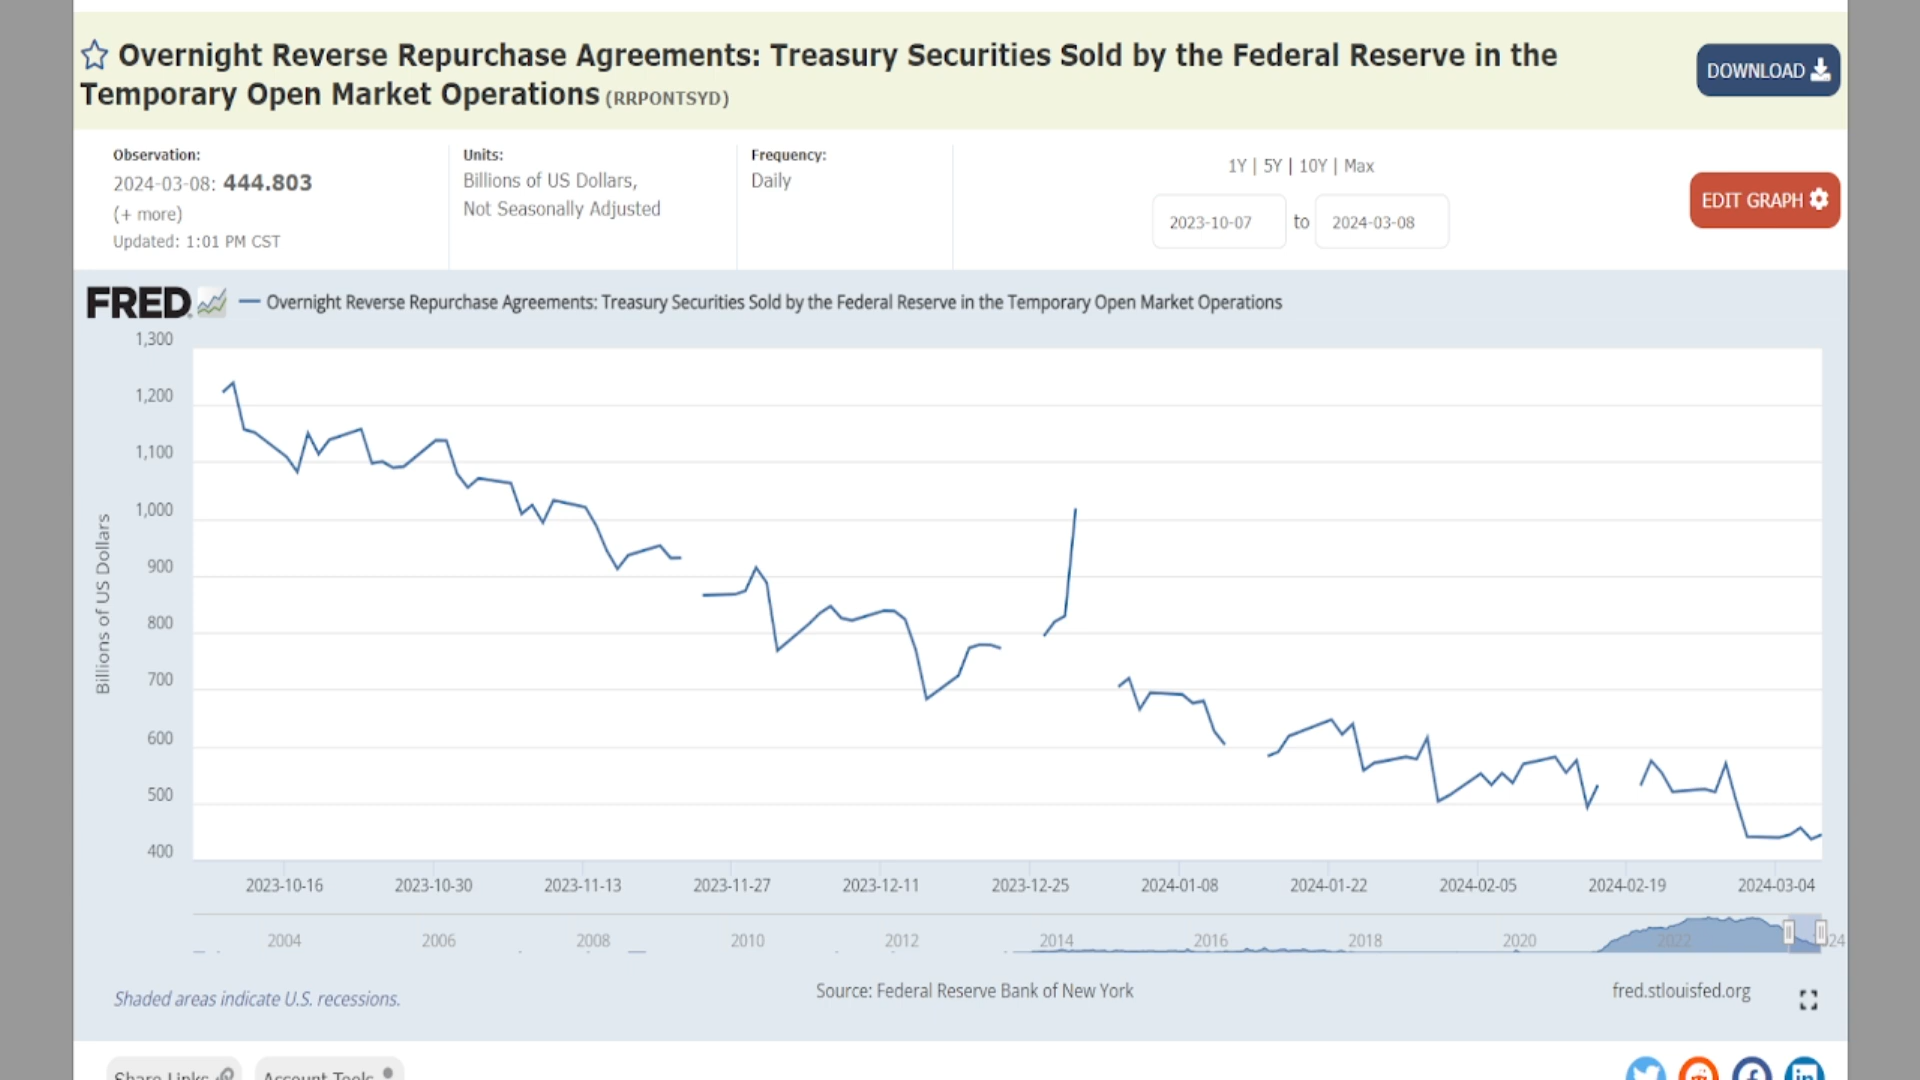 Overnight Reverse Repurchase Agreements: Treasury Securities Sold by the Federal Reserve in the
Temporary Open Market Operations (RRPONTSYD)
DOWNLOAD
Observation:
2024-03-08: 444.803
(+ more)
Updated: 1:01 PM CST
Units:
Billions of US Dollars,
Not Seasonally Adjusted
Frequency:
Daily
1Y | 5Y | 10Y | Max
2023-10-07 to 2024-03-08
EDIT GRAPH
FRED
Overnight Reverse Repurchase Agreements: Treasury Securities Sold by the Federal Reserve in the Temporary Open Market Operations
1,300
1,200
1,100
1,000
900
800
700
600
500
400
Billions of US Dollars
2023-10-16 2023-10-30 2023-11-13 2023-11-27 2023-12-11 2023-12-25 2024-01-08 2024-01-22 2024-02-05 2024-02-19 2024-03-04
2004 2006 2008 2010 2012 2014 2016 2018 2020 2022 24
Shaded areas indicate U.S. recessions.
Source: Federal Reserve Bank of New York
fred.stlouisfed.org
Share Links
Account Tools
in